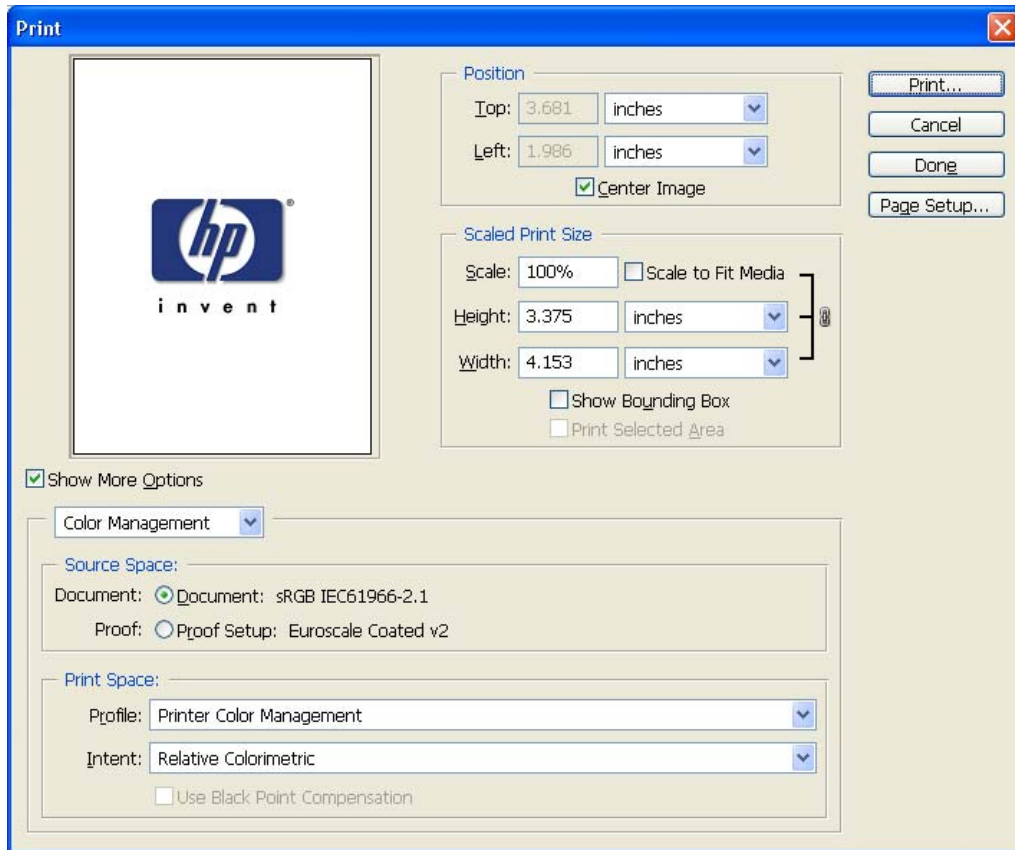 Print
hp®
invent
Position
Top: 3.681 inches
Left: 1.986 inches
Center Image
Print...
Cancel
Done
Page Setup...
Scaled Print Size
Scale: 100% Scale to Fit Media
Height: 3.375 inches
Width: 4.153 inches
Show Bounding Box
Print Selected Area
Show More Options
Color Management
Source Space:
Document: Document: sRGB IEC61966-2.1
Proof: Proof Setup: Euroscale Coated v2
Print Space:
Profile: Printer Color Management
Intent: Relative Colorimetric
Use Black Point Compensation